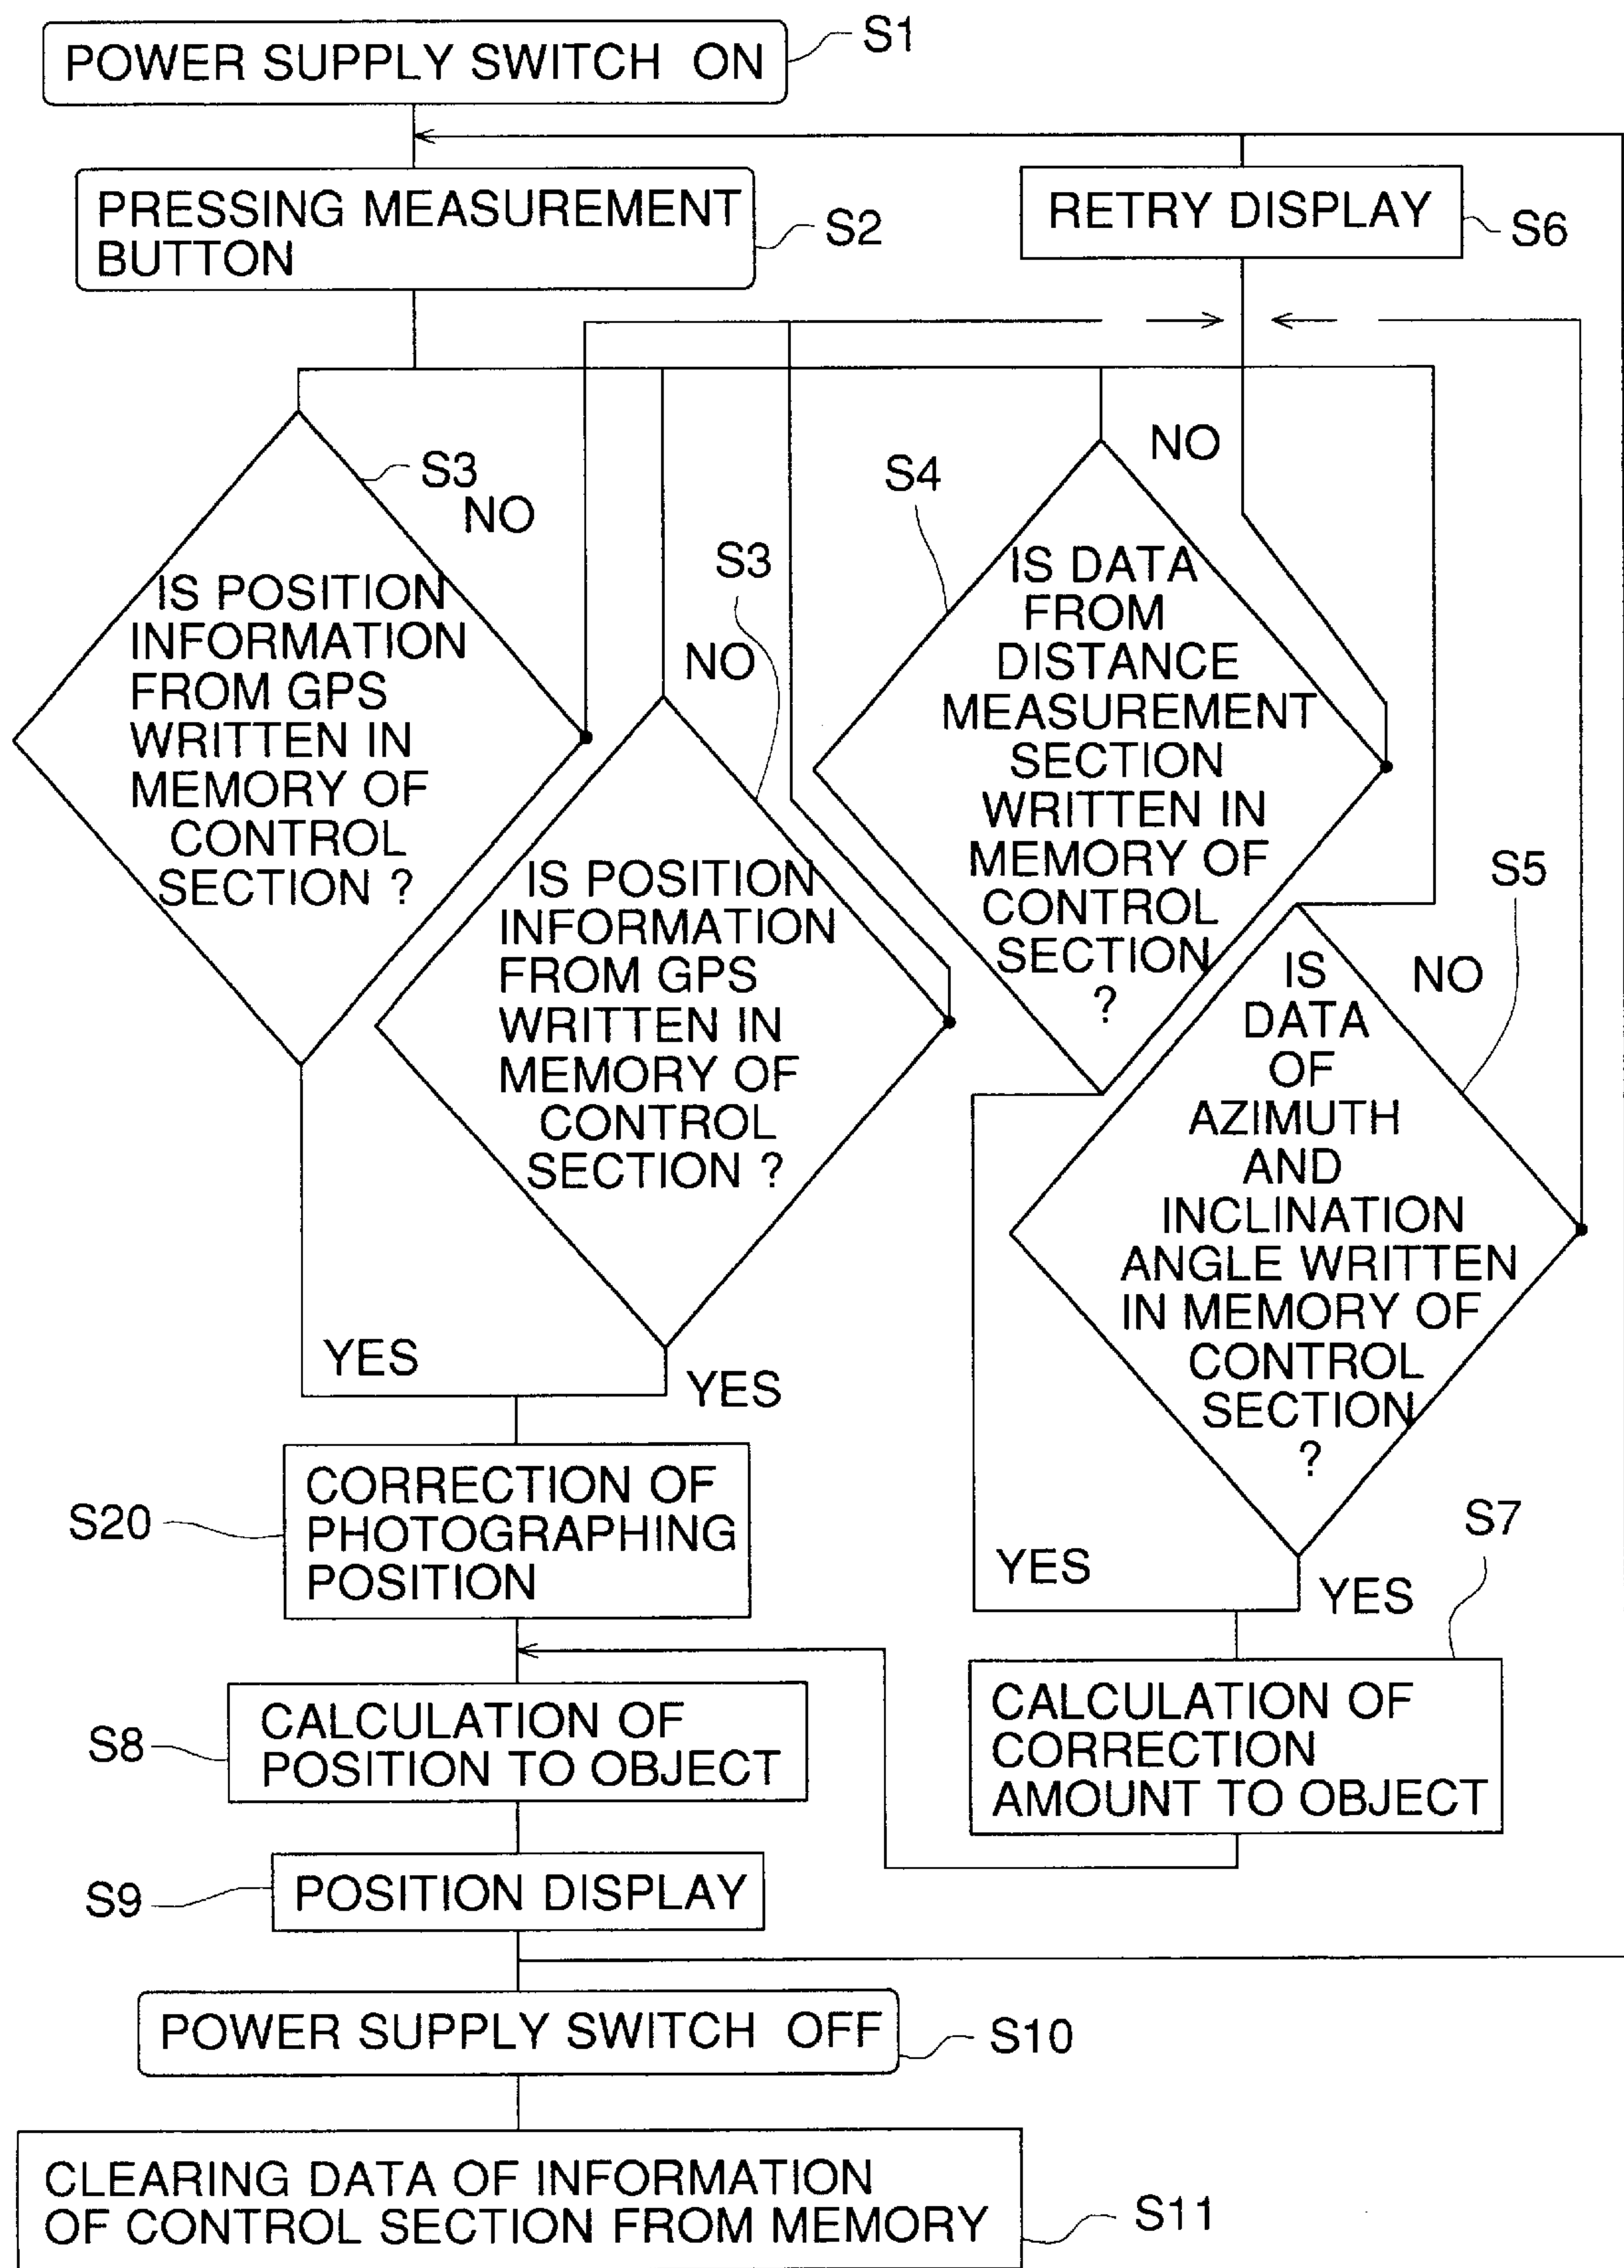 POWER SUPPLY SWITCH ON
S1
PRESSING MEASUREMENT
BUTTON
S2
RETRY DISPLAY
S6
S3
NO
IS POSITION
INFORMATION
FROM GPS
WRITTEN IN
MEMORY OF
CONTROL
SECTION ?
S3
NO
IS POSITION
INFORMATION
FROM GPS
WRITTEN IN
MEMORY OF
CONTROL
SECTION ?
S4
NO
IS DATA
FROM
DISTANCE
MEASUREMENT
SECTION
WRITTEN IN
MEMORY OF
CONTROL
SECTION
?
S5
NO
IS
DATA
OF
AZIMUTH
AND
INCLINATION
ANGLE WRITTEN
IN MEMORY OF
CONTROL
SECTION
?
YES
YES
YES
YES
S20
CORRECTION OF
PHOTOGRAPHING
POSITION
S7
CALCULATION OF
CORRECTION
AMOUNT TO OBJECT
S8
CALCULATION OF
POSITION TO OBJECT
S9
POSITION DISPLAY
POWER SUPPLY SWITCH OFF
S10
CLEARING DATA OF INFORMATION
OF CONTROL SECTION FROM MEMORY
S11